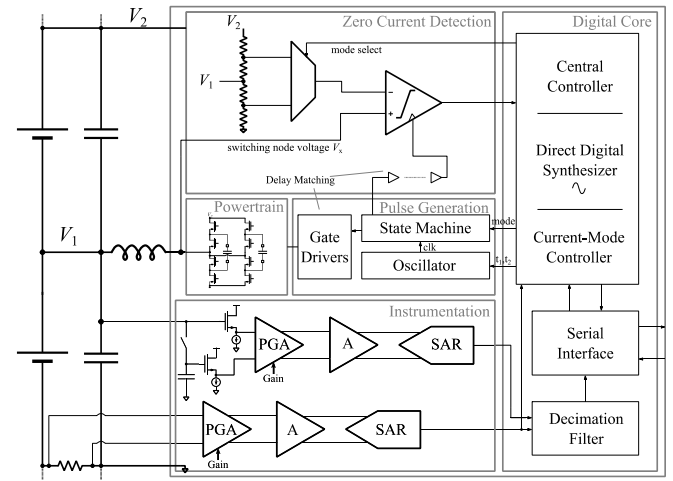 V2
Zero Current Detection
Digital Core
V2
mode select
V1
Central
Controller
−
+
switching node voltage Vx
Direct Digital
Synthesizer
Delay Matching
Powertrain
Pulse Generation
V1
mode
State Machine
Gate
Drivers
clk
Current-Mode
Controller
Oscillator
t1,t2
Instrumentation
PGA
A
SAR
Gain
Serial
Interface
PGA
A
SAR
Gain
Decimation
Filter